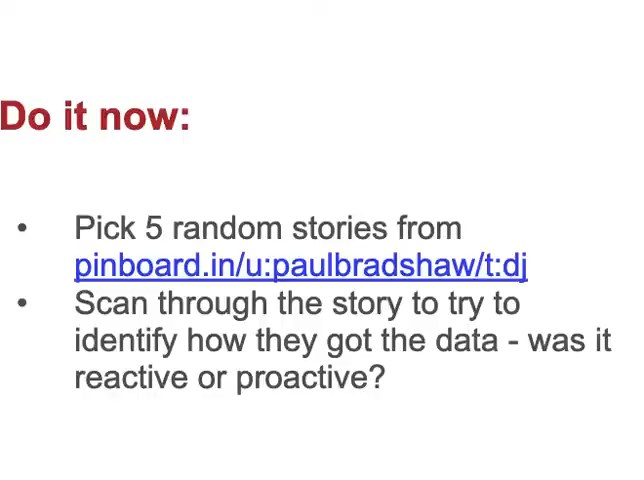 Do it now:
• Pick 5 random stories from
pinboard.in/u:paulbradshaw/t:dj
• Scan through the story to try to
identify how they got the data - was it
reactive or proactive?